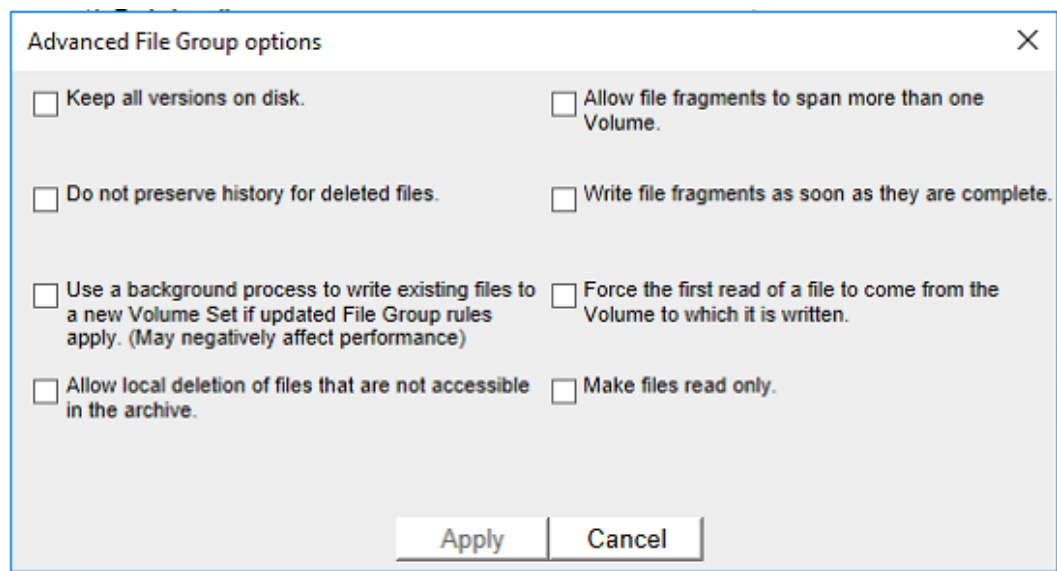 Advanced File Group options
Keep all versions on disk.
Allow file fragments to span more than one
Volume.
Do not preserve history for deleted files.
Write file fragments as soon as they are complete.
Use a background process to write existing files to
a new Volume Set if updated File Group rules
apply. (May negatively affect performance)
Force the first read of a file to come from the
Volume to which it is written.
Allow local deletion of files that are not accessible
in the archive.
Make files read only.
Apply
Cancel